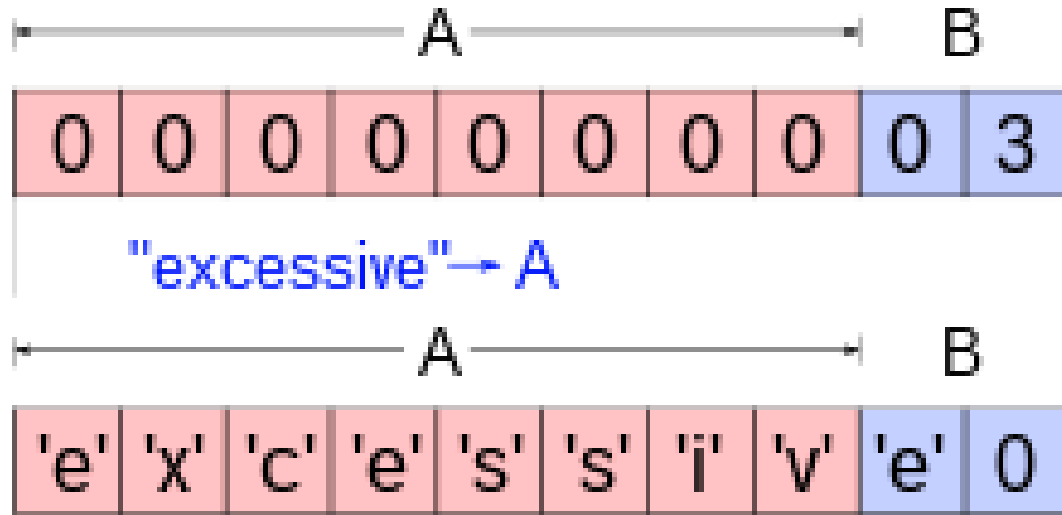 A B
0 0 0 0 0 0 0 0 0 3
"excessive"→ A
A B
'e' 'x' 'c' 'e' 's' 's' 'i' 'v' 'e' 0